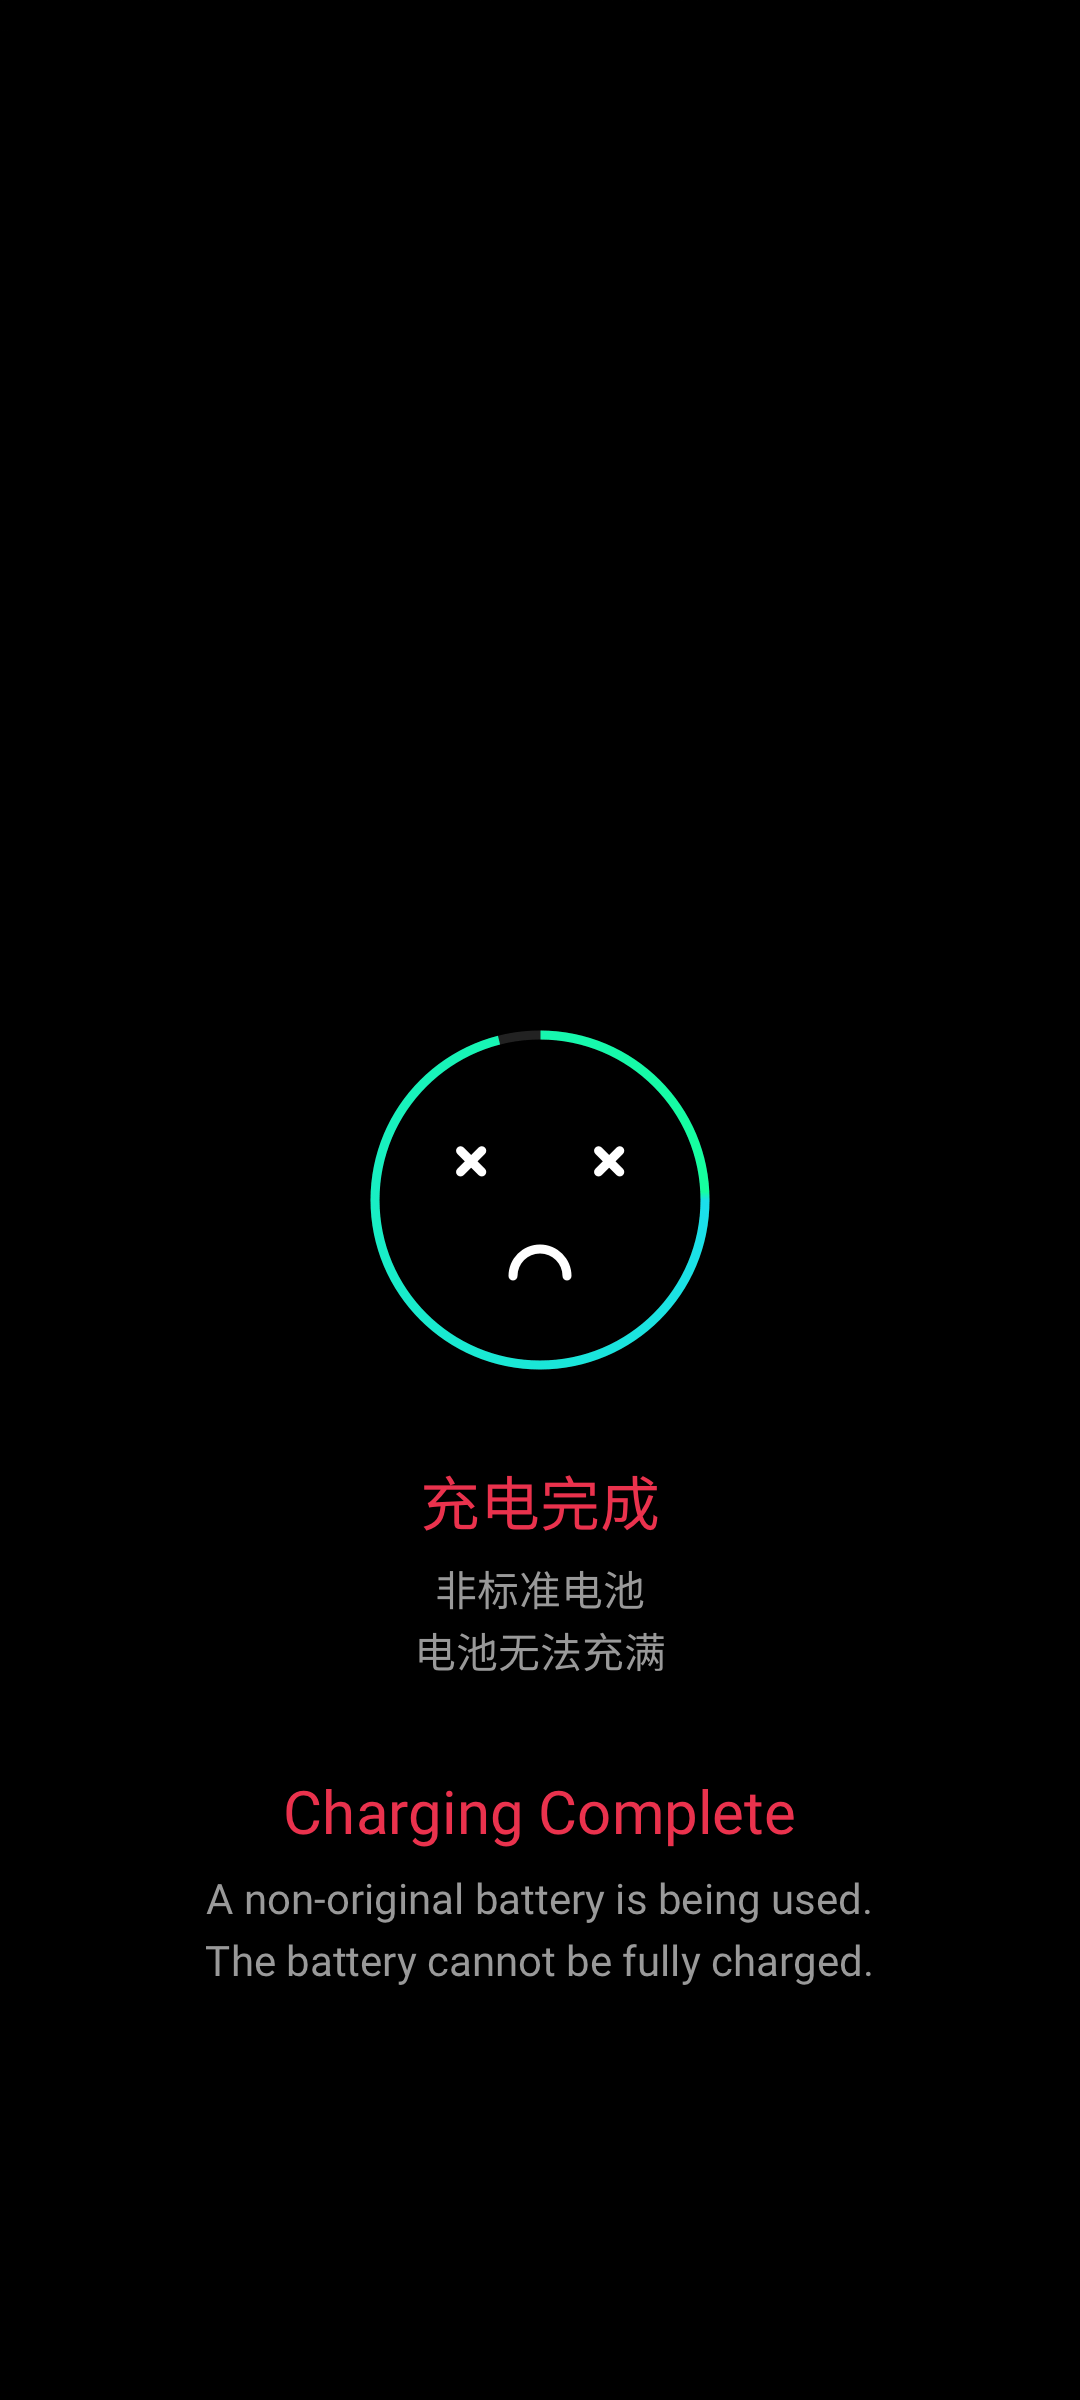 充电完成
非标准电池
电池无法充满
Charging Complete
A non-original battery is being used.
The battery cannot be fully charged.